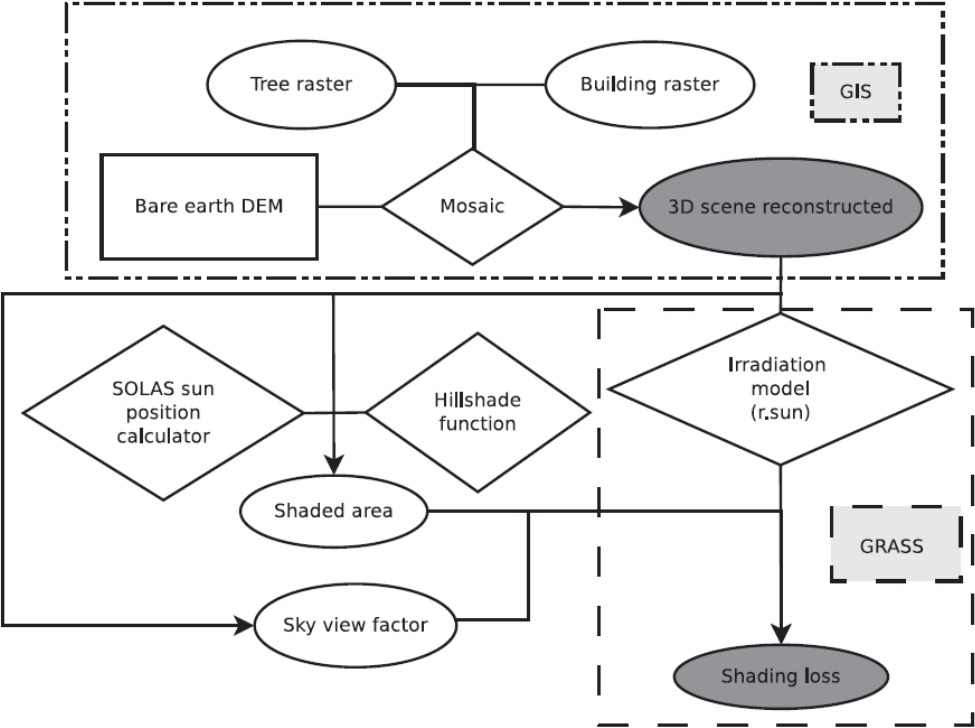 Tree raster
Building raster
GIS
Bare earth DEM
Mosaic
3D scene reconstructed
SOLAS sun
position
calculator
Hillshade
function
Irradiation
model
(r.sun)
Shaded area
GRASS
Sky view factor
Shading loss